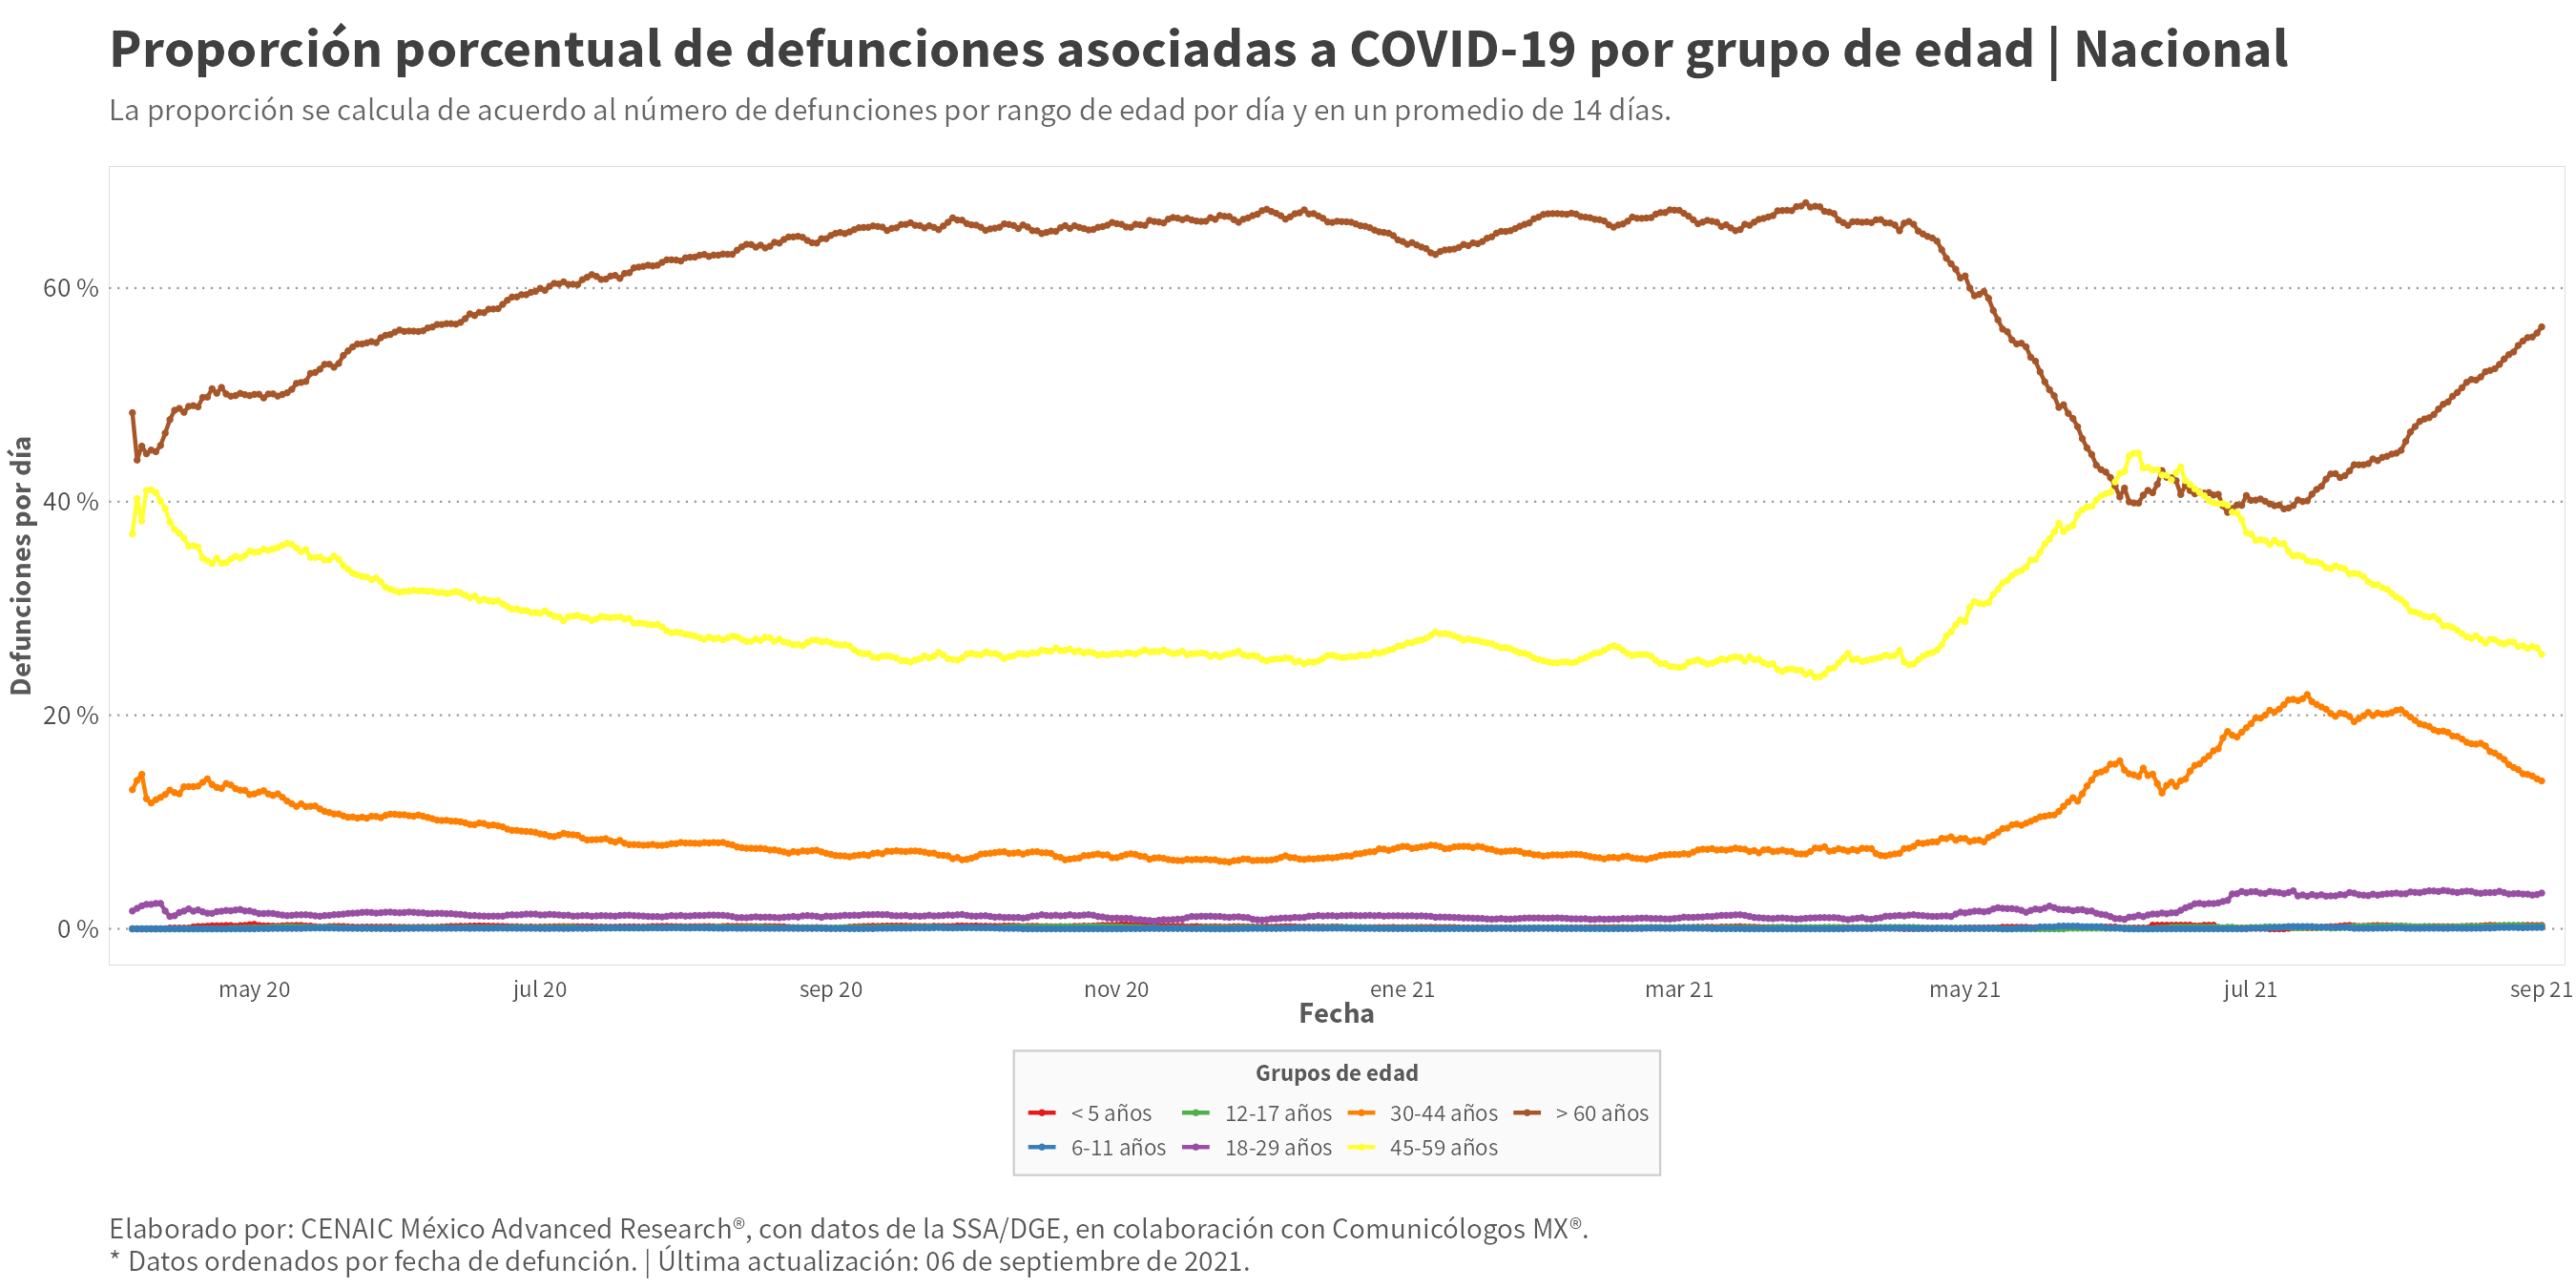 Proporción porcentual de defunciones asociadas a COVID-19 por grupo de edad | Nacional
La proporción se calcula de acuerdo al número de defunciones por rango de edad por día y en un promedio de 14 días.
Defunciones por día
60 %
40 %
20 %
0 %
may 20 jul 20 sep 20 nov 20 ene 21 mar 21 may 21 jul 21 sep 21
Fecha
Grupos de edad
< 5 años 12-17 años 30-44 años > 60 años
6-11 años 18-29 años 45-59 años
Elaborado por: CENAIC México Advanced Research®, con datos de la SSA/DGE, en colaboración con Comunicólogos MX®.
* Datos ordenados por fecha de defunción. | Última actualización: 06 de septiembre de 2021.